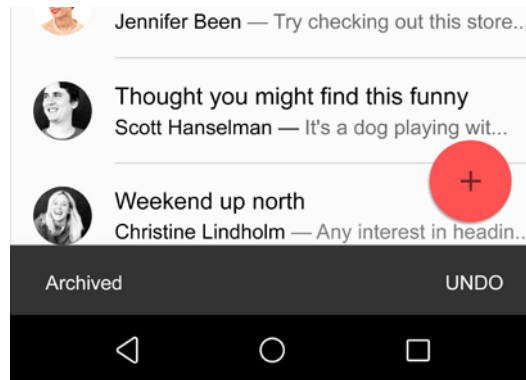 Jennifer Been — Try checking out this store...
Thought you might find this funny
Scott Hanselman — It's a dog playing wit...
+
Weekend up north
Christine Lindholm — Any interest in headin...
Archived
UNDO